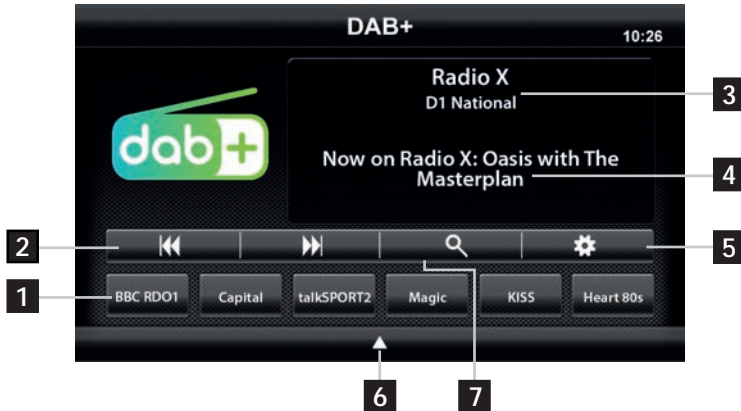 DAB+
10:26
dab+
Radio X
D1 National
3
Now on Radio X: Oasis with The
Masterplan
4
2
5
1
BBC RDO1 Capital talkSPORT2 Magic KISS Heart 80s
6
7